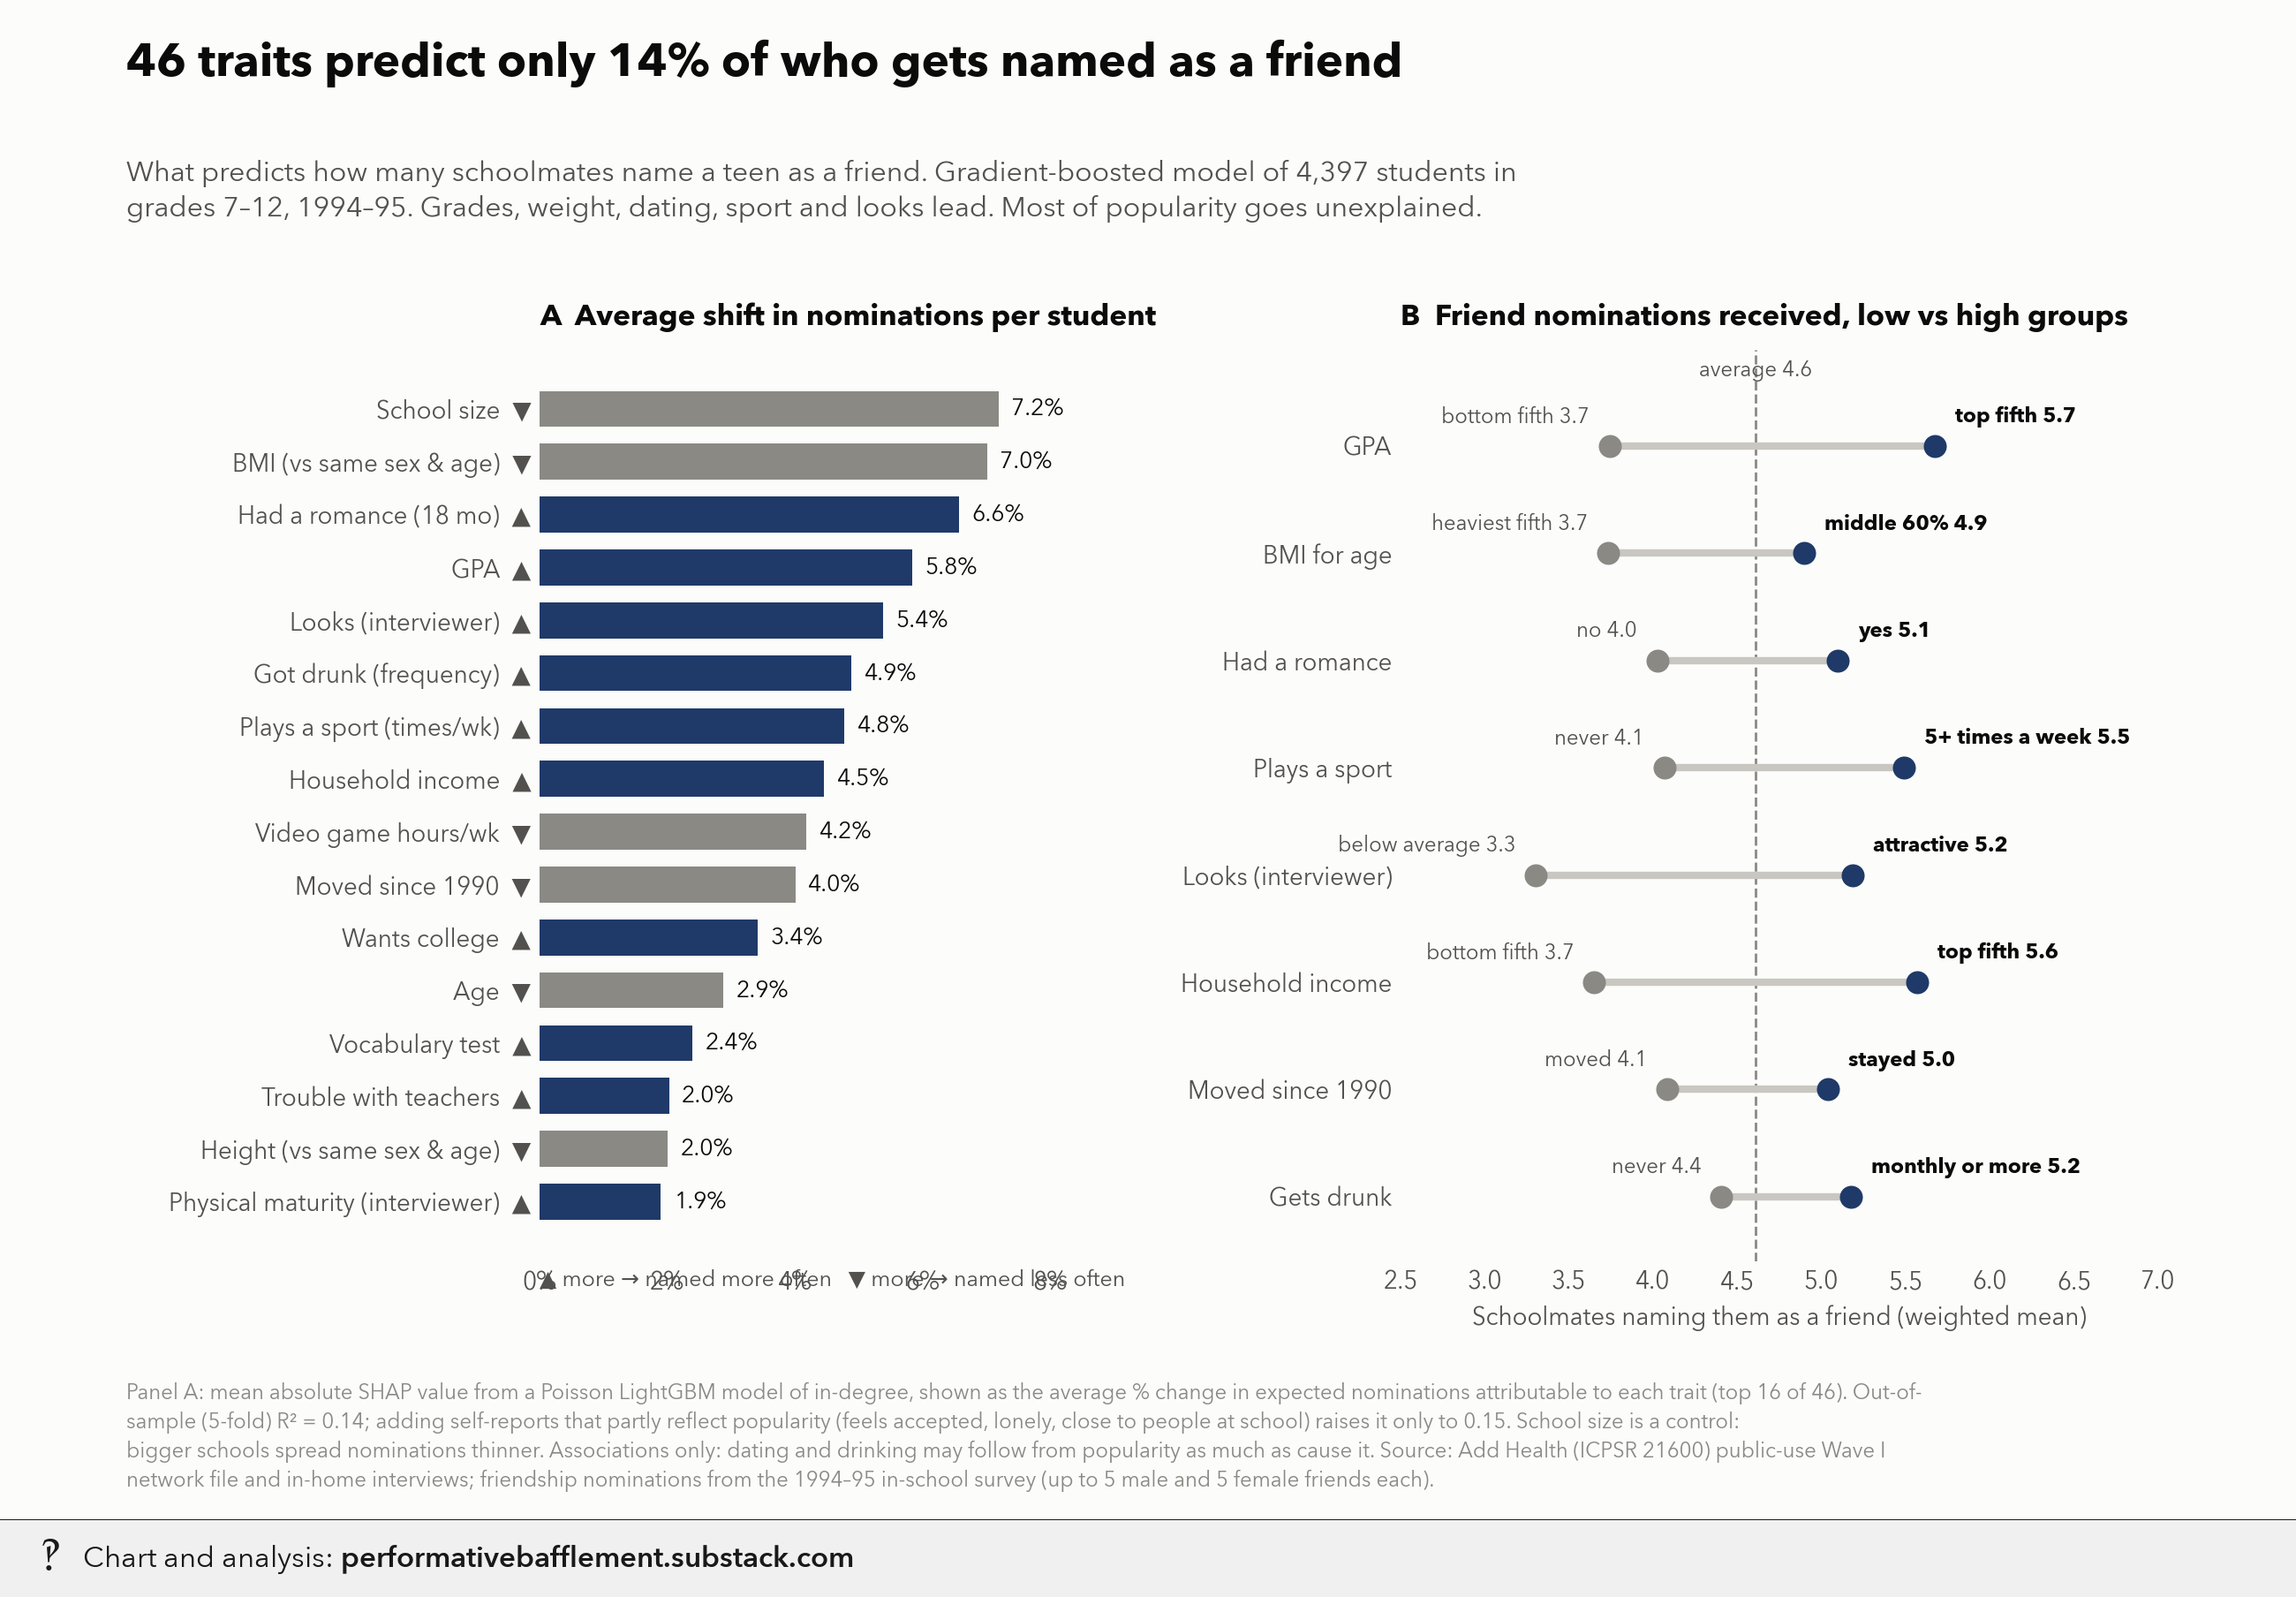 46 traits predict only 14% of who gets named as a friend
What predicts how many schoolmates name a teen as a friend. Gradient-boosted model of 4,397 students in
grades 7–12, 1994–95. Grades, weight, dating, sport and looks lead. Most of popularity goes unexplained.
A Average shift in nominations per student
School size ▼ 7.2%
BMI (vs same sex & age) ▼ 7.0%
Had a romance (18 mo) ▲ 6.6%
GPA ▲ 5.8%
Looks (interviewer) ▲ 5.4%
Got drunk (frequency) ▲ 4.9%
Plays a sport (times/wk) ▲ 4.8%
Household income ▲ 4.5%
Video game hours/wk ▼ 4.2%
Moved since 1990 ▼ 4.0%
Wants college ▲ 3.4%
Age ▼ 2.9%
Vocabulary test ▲ 2.4%
Trouble with teachers ▲ 2.0%
Height (vs same sex & age) ▼ 2.0%
Physical maturity (interviewer) ▲ 1.9%
0% 2% 4% 6% 8%
▲ more → named more often ▼ more → named less often
B Friend nominations received, low vs high groups
average 4.6
bottom fifth 3.7 top fifth 5.7
GPA
heaviest fifth 3.7 middle 60% 4.9
BMI for age
no 4.0 yes 5.1
Had a romance
never 4.1 5+ times a week 5.5
Plays a sport
below average 3.3 attractive 5.2
Looks (interviewer)
bottom fifth 3.7 top fifth 5.6
Household income
moved 4.1 stayed 5.0
Moved since 1990
never 4.4 monthly or more 5.2
Gets drunk
2.5 3.0 3.5 4.0 4.5 5.0 5.5 6.0 6.5 7.0
Schoolmates naming them as a friend (weighted mean)
Panel A: mean absolute SHAP value from a Poisson LightGBM model of in-degree, shown as the average % change in expected nominations attributable to each trait (top 16 of 46). Out-of-
sample (5-fold) R² = 0.14; adding self-reports that partly reflect popularity (feels accepted, lonely, close to people at school) raises it only to 0.15. School size is a control:
bigger schools spread nominations thinner. Associations only: dating and drinking may follow from popularity as much as cause it. Source: Add Health (ICPSR 21600) public-use Wave I
network file and in-home interviews; friendship nominations from the 1994–95 in-school survey (up to 5 male and 5 female friends each).
‽ Chart and analysis: performativebafflement.substack.com